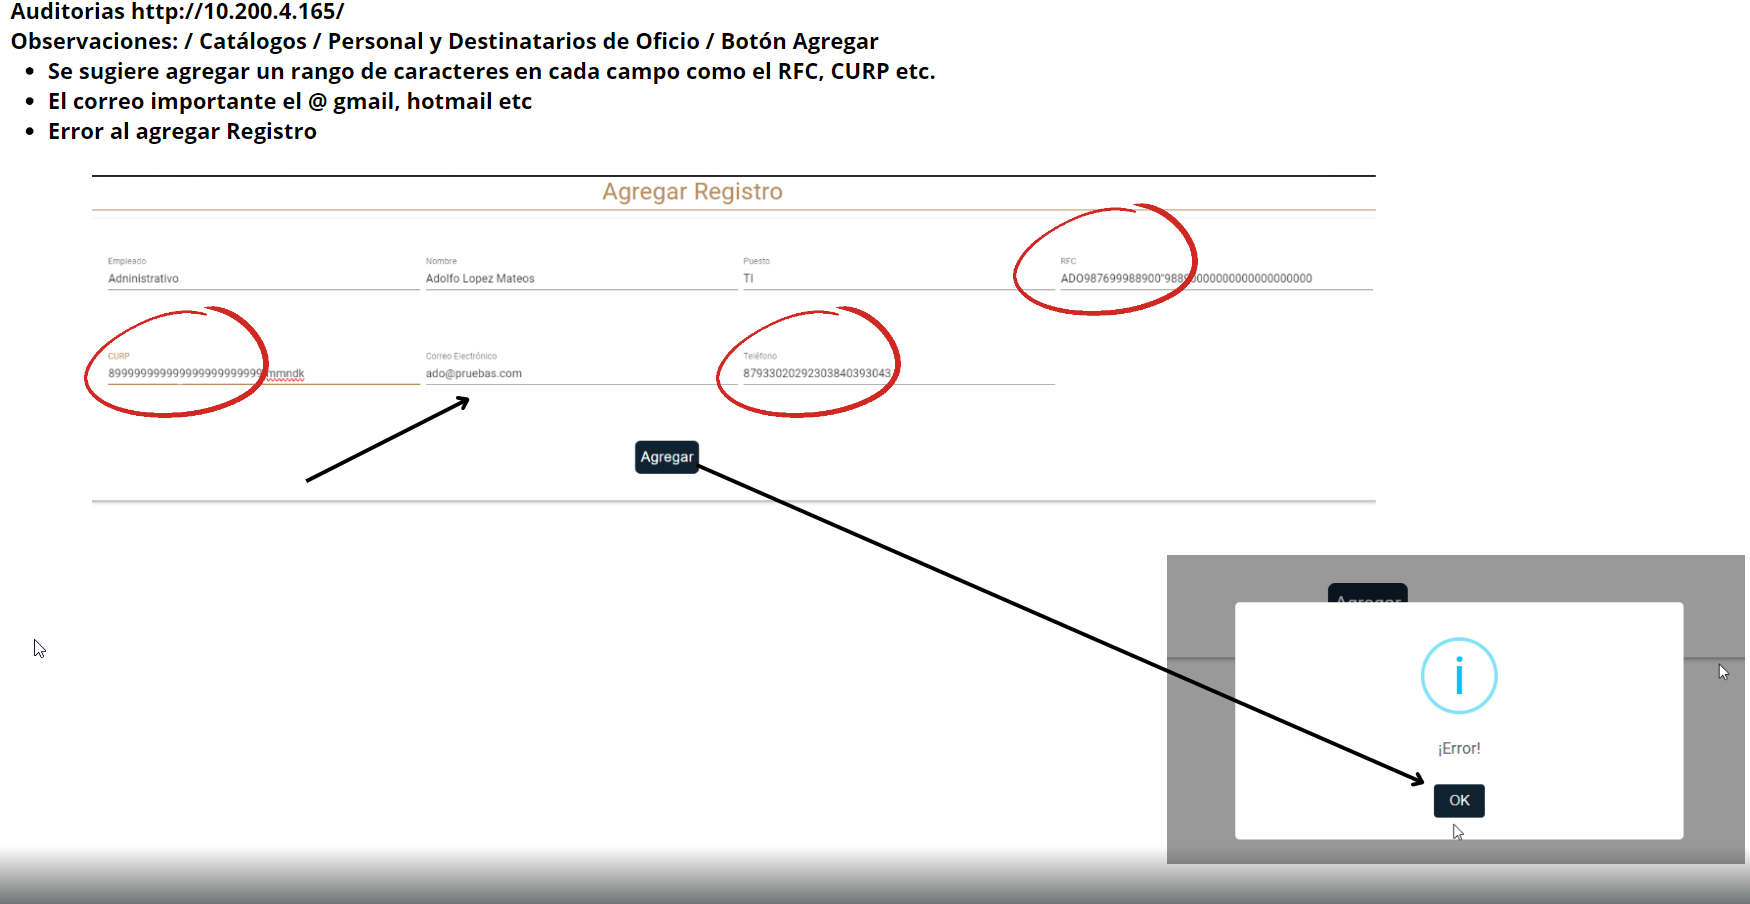 Auditorias http://10.200.4.165/
Observaciones: / Catálogos / Personal y Destinatarios de Oficio / Botón Agregar
• Se sugiere agregar un rango de caracteres en cada campo como el RFC, CURP etc.
• El correo importante el @ gmail, hotmail etc
• Error al agregar Registro
Agregar Registro
Empleado Nombre Puesto RFC
Adninistrativo Adolfo Lopez Mateos TI
CURP Correo Electrónico Teléfono
ado@pruebas.com 87933020292303840393043
Agregar
Agregar
i
¡Error!
OK